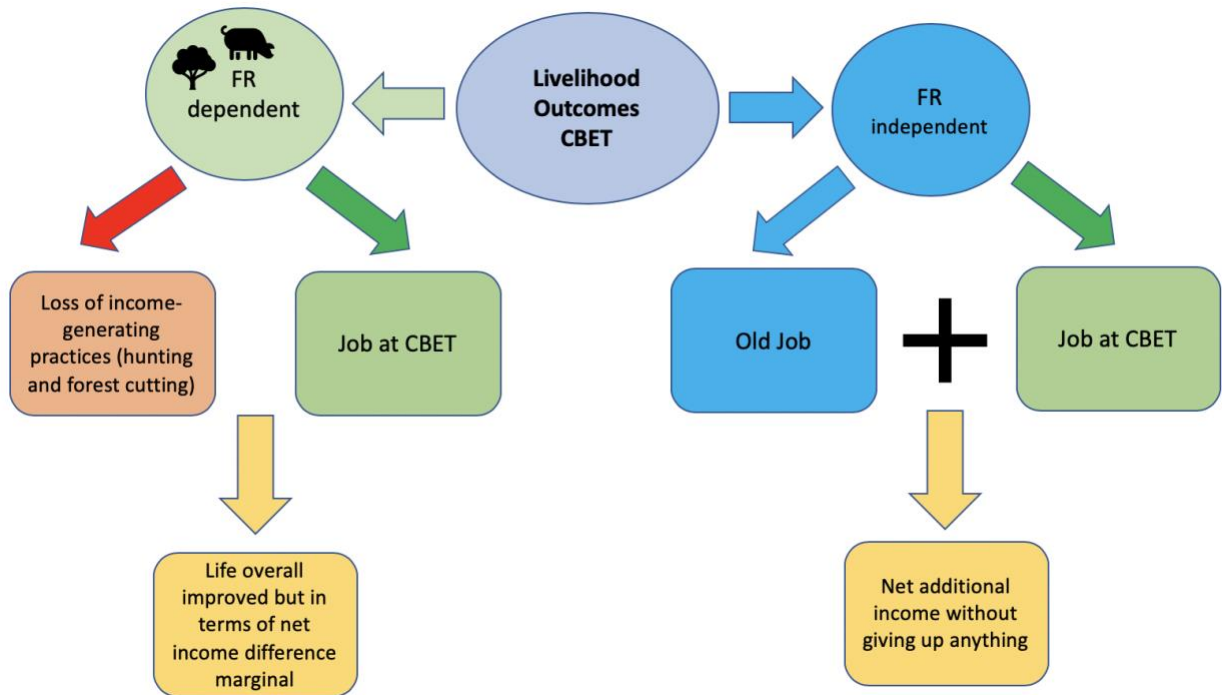 FR
dependent
Livelihood
Outcomes
CBET
FR
independent
Loss of income-
generating
practices (hunting
and forest cutting)
Job at CBET
Old Job
Job at CBET
Life overall
improved but in
terms of net
income difference
marginal
Net additional
income without
giving up anything